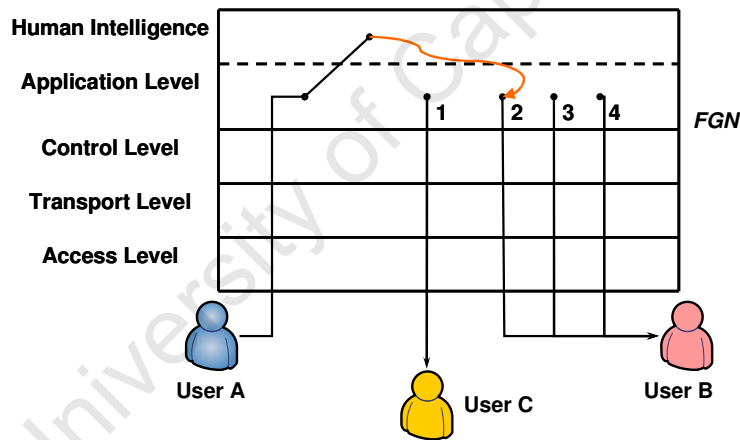 Human Intelligence
Application Level
1 2 3 4
FGN
Control Level
Transport Level
Access Level
User A
User B
User C
University of Cap